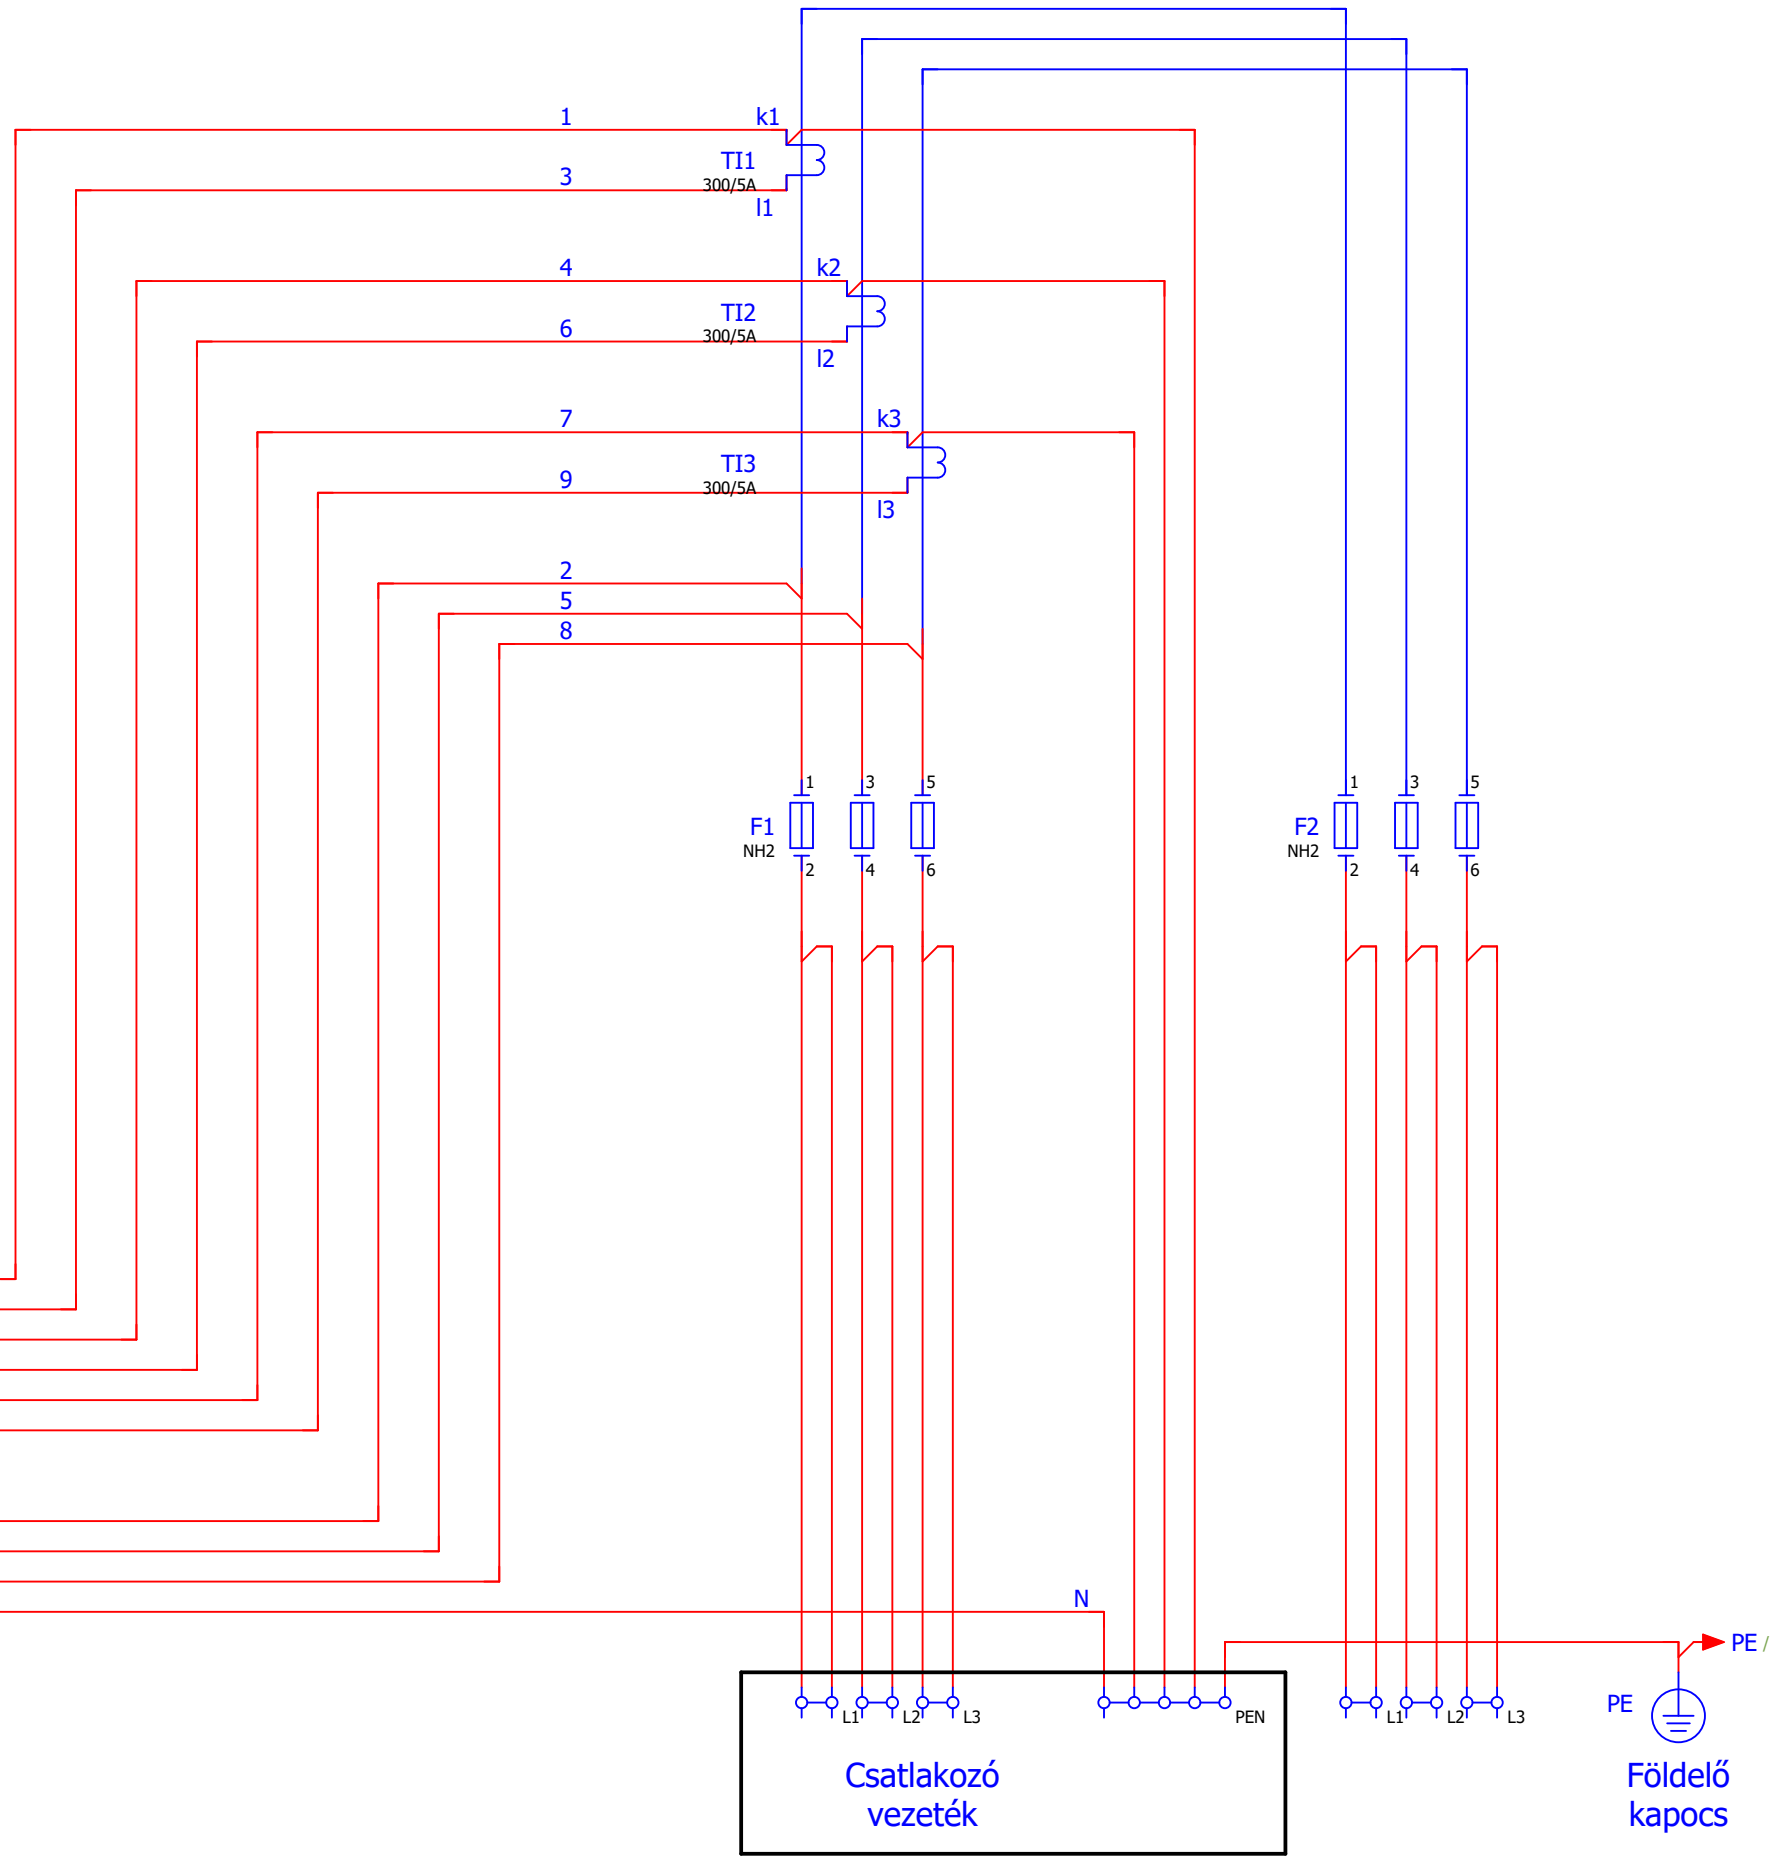 1
k1
TI1
300/5A
3
l1
4
k2
TI2
300/5A
6
l2
7
k3
TI3
300/5A
9
l3
2
5
8
1
3
5
F1
NH2
2
4
6
1
3
5
F2
NH2
2
4
6
N
PE /
L1
L2
L3
PEN
L1
L2
L3
PE
Csatlakozó
vezeték
Földelő
kapocs